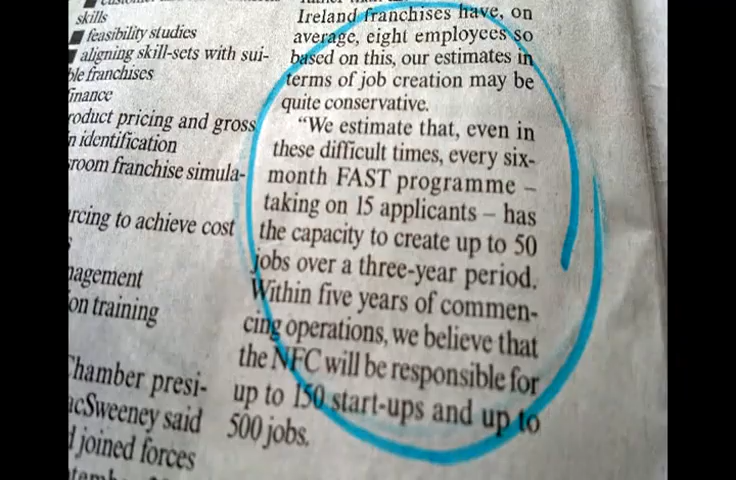 skills
feasibility studies
aligning skill-sets with sui-
ble franchises
finance
roduct pricing and gross
n identification
room franchise simula-
rcing to achieve cost
nagement
on training
Chamber presi-
acSweeney said
d joined forces
Ireland franchises have, on
average, eight employees so
based on this, our estimates in
terms of job creation may be
quite conservative.
"We estimate that, even in
these difficult times, every six-
month FAST programme –
taking on 15 applicants – has
the capacity to create up to 50
jobs over a three-year period.
Within five years of commen-
cing operations, we believe that
the NFC will be responsible for
up to 150 start-ups and up to
500 jobs.